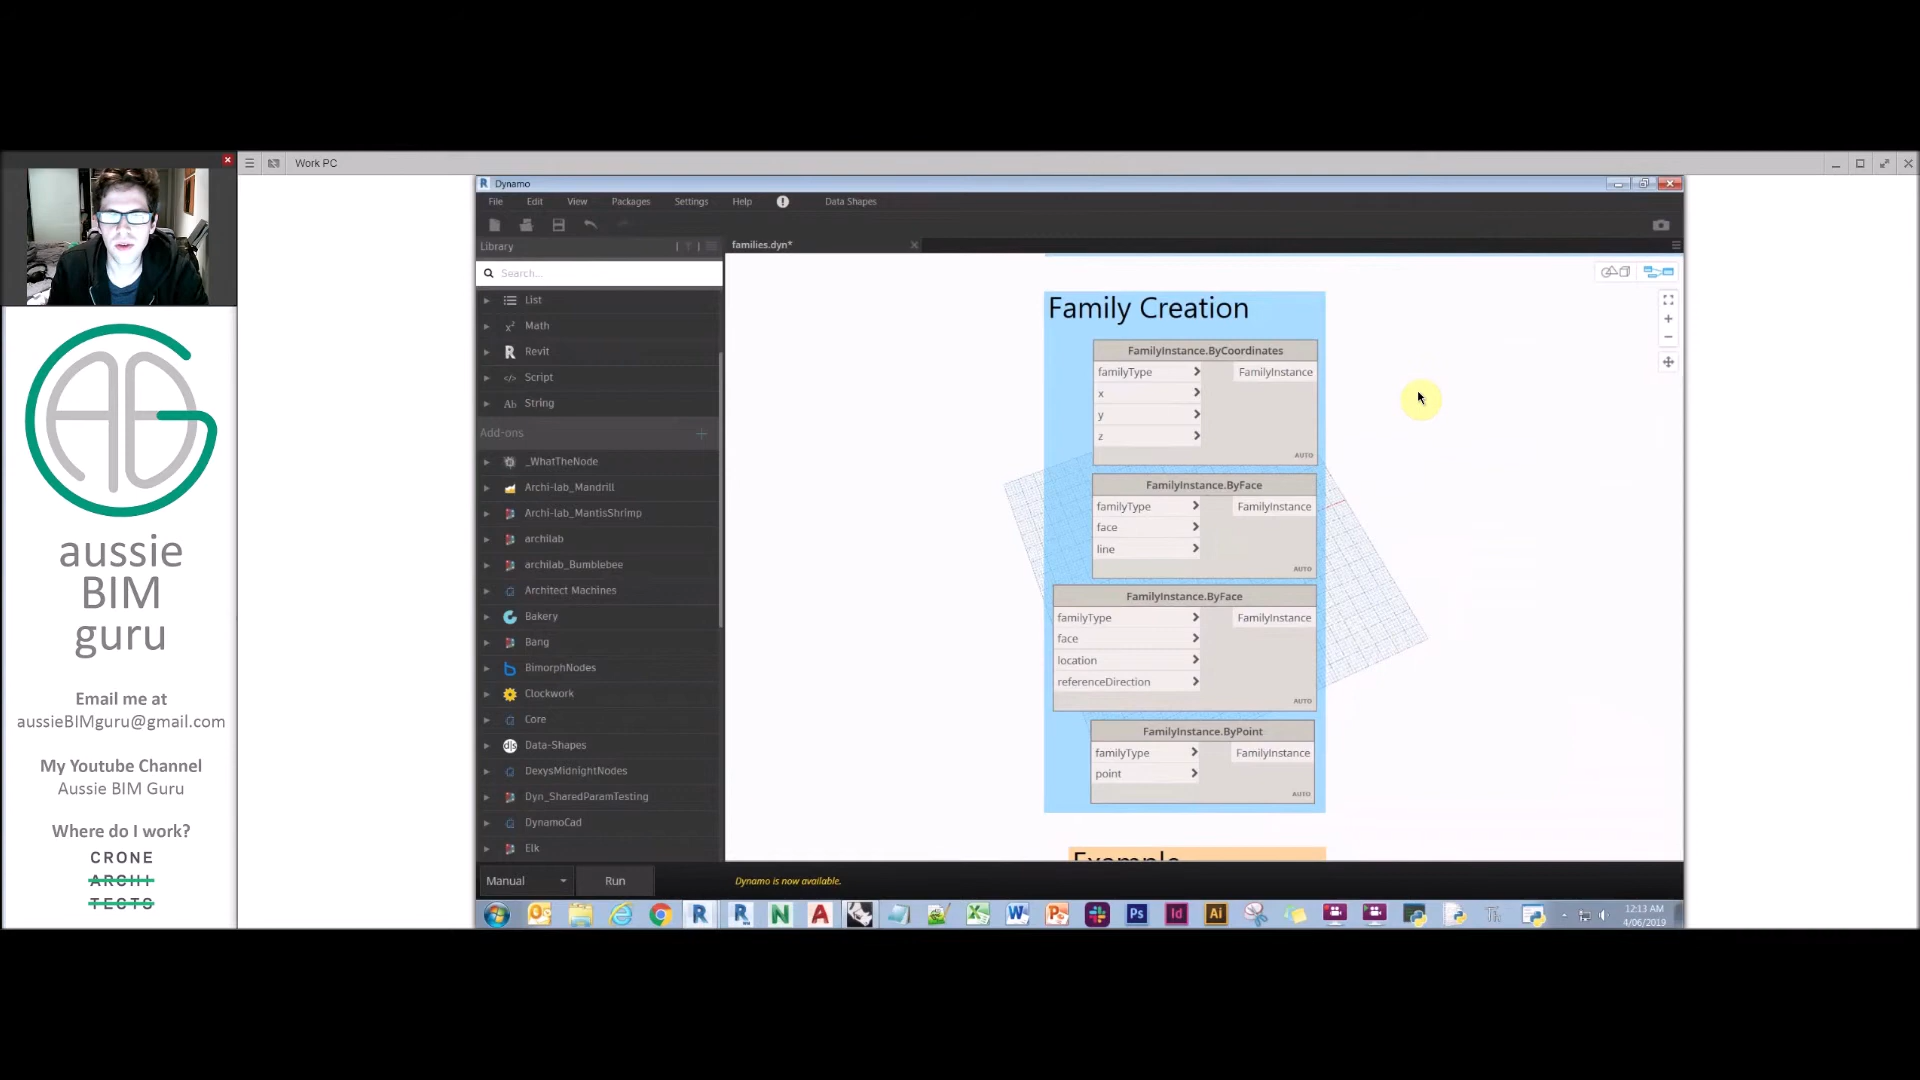 Work PC
Dynamo
File Edit View Packages Settings Help Data Shapes
Library
families.dyn*
Search...
List
Math
Revit
Script
Ab String
Add-ons
_WhatTheNode
Archi-lab_Mandrill
Archi-lab_MantisShrimp
archilab
archilab_Bumblebee
Architect Machines
Bakery
Bang
BimorphNodes
Clockwork
Core
Data-Shapes
DexysMidnightNodes
Dyn_SharedParamTesting
DynamoCad
Elk
Manual
Run
Dynamo is now available.
Family Creation
FamilyInstance.ByCoordinates
familyType > FamilyInstance
x >
y >
z >
AUTO
FamilyInstance.ByFace
familyType > FamilyInstance
face >
line >
AUTO
FamilyInstance.ByFace
familyType > FamilyInstance
face >
location >
referenceDirection >
AUTO
FamilyInstance.ByPoint
familyType > FamilyInstance
point >
AUTO
Example
12:13 AM
4/06/2019
aussie
BIM
guru
Email me at
aussieBIMguru@gmail.com
My Youtube Channel
Aussie BIM Guru
Where do I work?
CRONE
ARCHI
TECTS